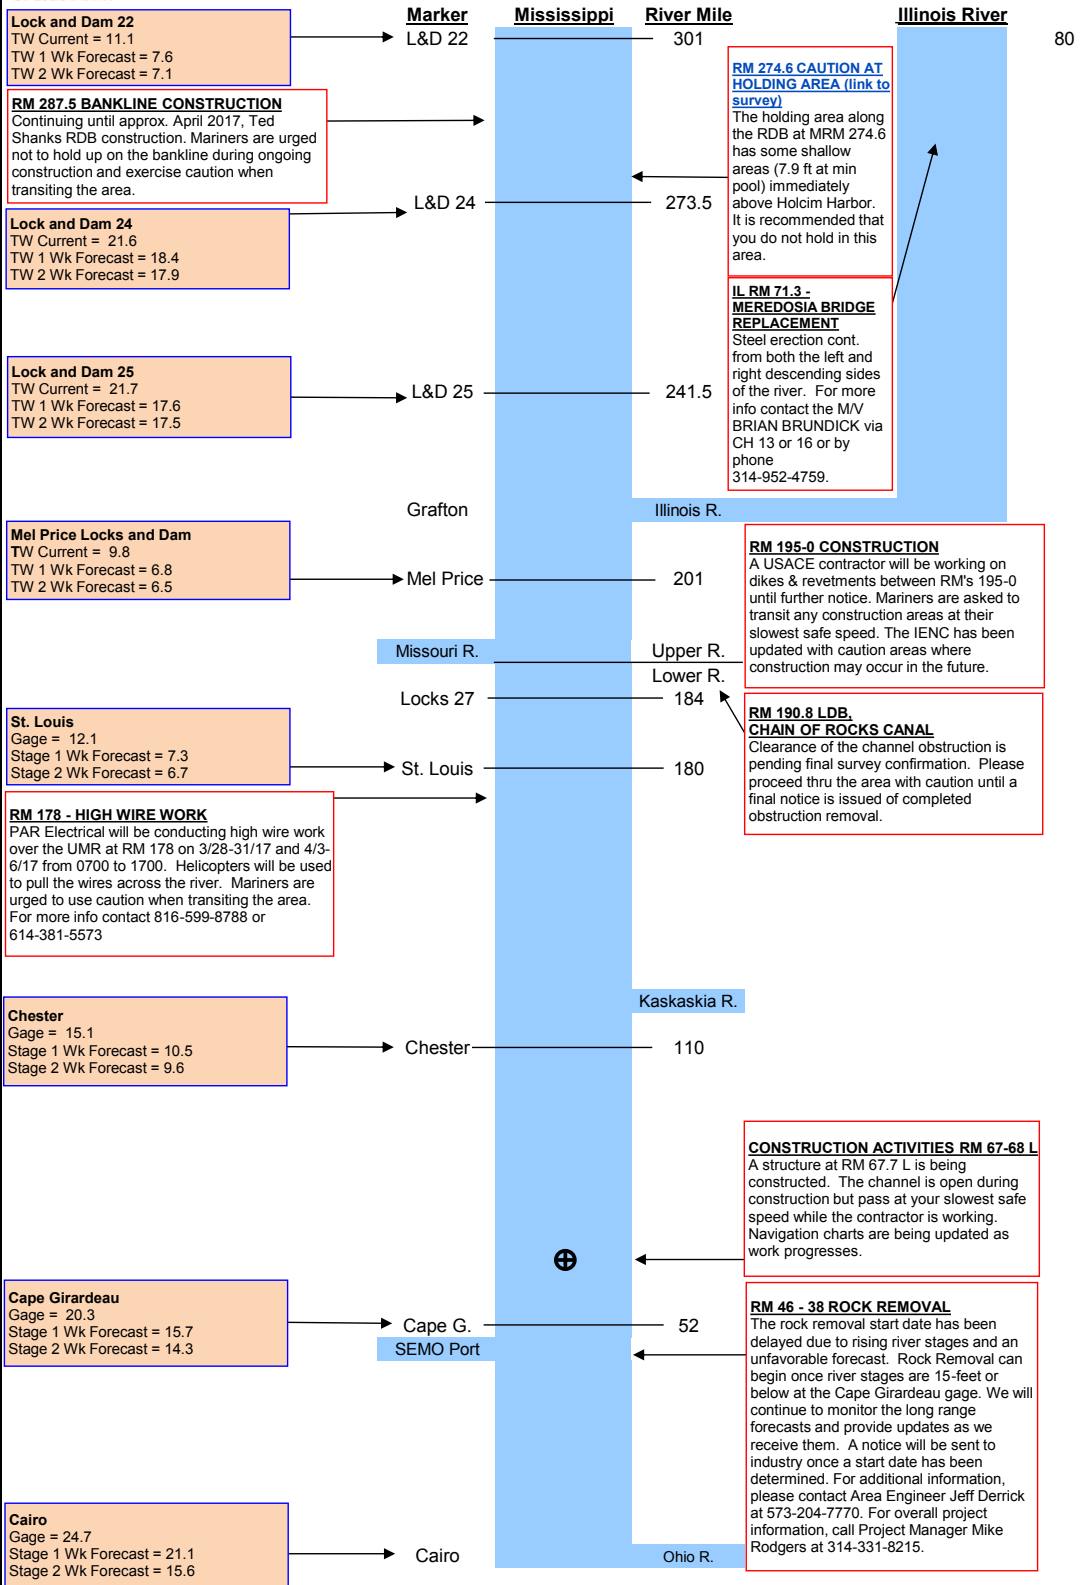 Marker
Mississippi
River Mile
Illinois River
Lock and Dam 22
TW Current = 11.1
TW 1 Wk Forecast = 7.6
TW 2 Wk Forecast = 7.1
L&D 22
301
80
RM 287.5 BANKLINE CONSTRUCTION
Continuing until approx. April 2017, Ted
Shanks RDB construction. Mariners are urged
not to hold up on the bankline during ongoing
construction and exercise caution when
transiting the area.
RM 274.6 CAUTION AT
HOLDING AREA (link to
survey)
The holding area along
the RDB at MRM 274.6
has some shallow
areas (7.9 ft at min
pool) immediately
above Holcim Harbor.
It is recommended that
you do not hold in this
area.
L&D 24
273.5
Lock and Dam 24
TW Current =  21.6
TW 1 Wk Forecast = 18.4
TW 2 Wk Forecast = 17.9
IL RM 71.3 -
MEREDOSIA BRIDGE
REPLACEMENT
Steel erection cont.
from both the left and
right descending sides
of the river.  For more
info contact the M/V
BRIAN BRUNDICK via
CH 13 or 16 or by
phone
314-952-4759.
Lock and Dam 25
TW Current =  21.7
TW 1 Wk Forecast = 17.6
TW 2 Wk Forecast = 17.5
L&D 25
241.5
Grafton
Illinois R.
Mel Price Locks and Dam
TW Current =  9.8
TW 1 Wk Forecast = 6.8
TW 2 Wk Forecast = 6.5
Mel Price
201
RM 195-0 CONSTRUCTION
A USACE contractor will be working on
dikes & revetments between RM's 195-0
until further notice. Mariners are asked to
transit any construction areas at their
slowest safe speed. The IENC has been
updated with caution areas where
construction may occur in the future.
Missouri R.
Upper R.
Lower R.
Locks 27
184
RM 190.8 LDB,
CHAIN OF ROCKS CANAL
Clearance of the channel obstruction is
pending final survey confirmation.  Please
proceed thru the area with caution until a
final notice is issued of completed
obstruction removal.
St. Louis
Gage =  12.1
Stage 1 Wk Forecast = 7.3
Stage 2 Wk Forecast = 6.7
St. Louis
180
RM 178 - HIGH WIRE WORK
PAR Electrical will be conducting high wire work
over the UMR at RM 178 on 3/28-31/17 and 4/3-
6/17 from 0700 to 1700.  Helicopters will be used
to pull the wires across the river.  Mariners are
urged to use caution when transiting the area.
For more info contact 816-599-8788 or
614-381-5573
Kaskaskia R.
Chester
Gage =  15.1
Stage 1 Wk Forecast = 10.5
Stage 2 Wk Forecast = 9.6
Chester
110
CONSTRUCTION ACTIVITIES RM 67-68 L
A structure at RM 67.7 L is being
constructed.  The channel is open during
construction but pass at your slowest safe
speed while the contractor is working.
Navigation charts are being updated as
work progresses.
Cape Girardeau
Gage =  20.3
Stage 1 Wk Forecast = 15.7
Stage 2 Wk Forecast = 14.3
Cape G.
52
SEMO Port
RM 46 - 38 ROCK REMOVAL
The rock removal start date has been
delayed due to rising river stages and an
unfavorable forecast.  Rock Removal can
begin once river stages are 15-feet or
below at the Cape Girardeau gage. We will
continue to monitor the long range
forecasts and provide updates as we
receive them.  A notice will be sent to
industry once a start date has been
determined. For additional information,
please contact Area Engineer Jeff Derrick
at 573-204-7770. For overall project
information, call Project Manager Mike
Rodgers at 314-331-8215.
Cairo
Gage = 24.7
Stage 1 Wk Forecast = 21.1
Stage 2 Wk Forecast = 15.6
Cairo
Ohio R.